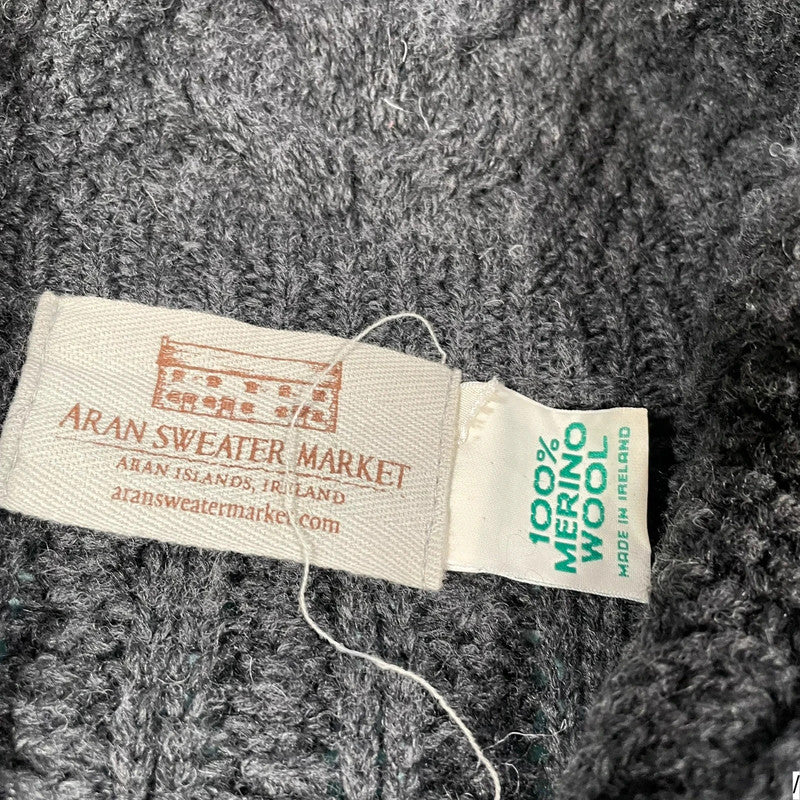 ARAN SWEATER MARKET
ARAN ISLANDS, IRELAND
aransweatermarket.com
100%
MERINO
WOOL
MADE IN IRELAND